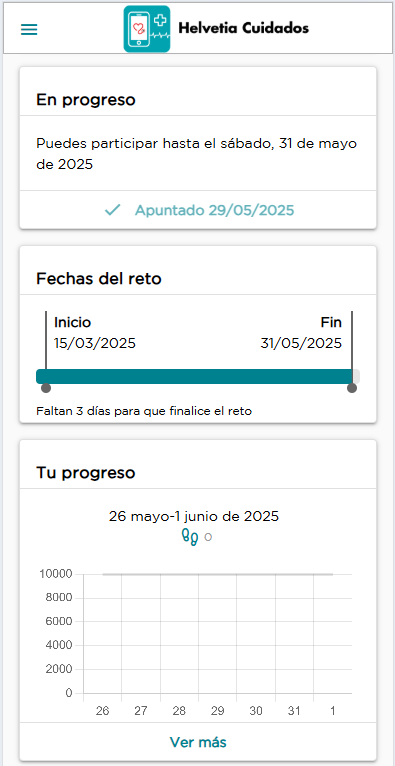 Helvetia Cuidados
En progreso
Puedes participar hasta el sábado, 31 de mayo
de 2025
Apuntado 29/05/2025
Fechas del reto
Inicio Fin
15/03/2025 31/05/2025
Faltan 3 días para que finalice el reto
Tu progreso
26 mayo-1 junio de 2025
0
10000
8000
6000
4000
2000
0
26 27 28 29 30 31 1
Ver más